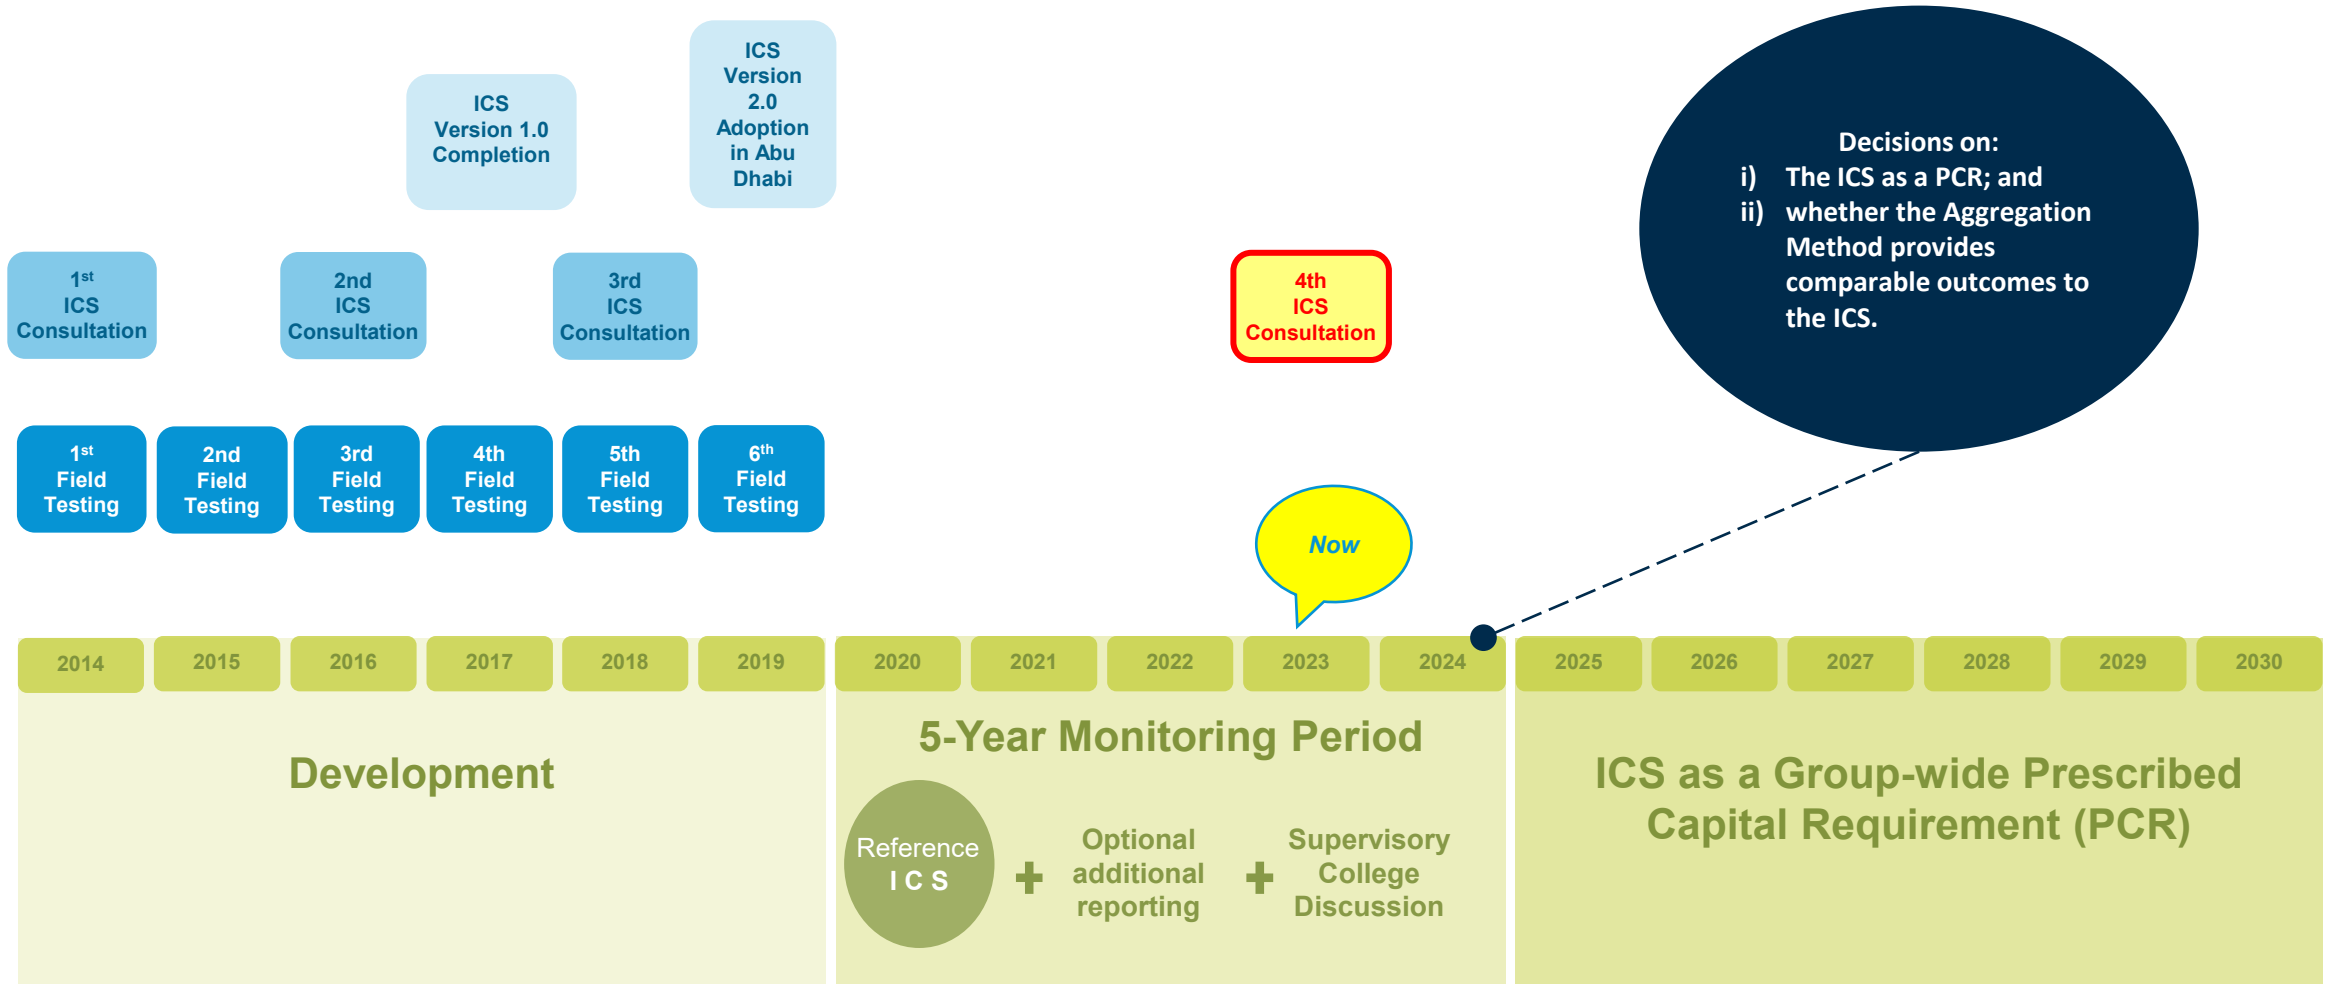 ICS
Version 1.0
Completion
ICS
Version
2.0
Adoption
in Abu
Dhabi
1st
ICS
Consultation
2nd
ICS
Consultation
3rd
ICS
Consultation
4th
ICS
Consultation
Decisions on:
i) The ICS as a PCR; and
ii) whether the Aggregation
Method provides
comparable outcomes to
the ICS.
1st
Field
Testing
2nd
Field
Testing
3rd
Field
Testing
4th
Field
Testing
5th
Field
Testing
6th
Field
Testing
Now
2014 2015 2016 2017 2018 2019 2020 2021 2022 2023 2024 2025 2026 2027 2028 2029 2030
Development
5-Year Monitoring Period
Reference
I C S
+
Optional
additional
reporting
+
Supervisory
College
Discussion
ICS as a Group-wide Prescribed
Capital Requirement (PCR)